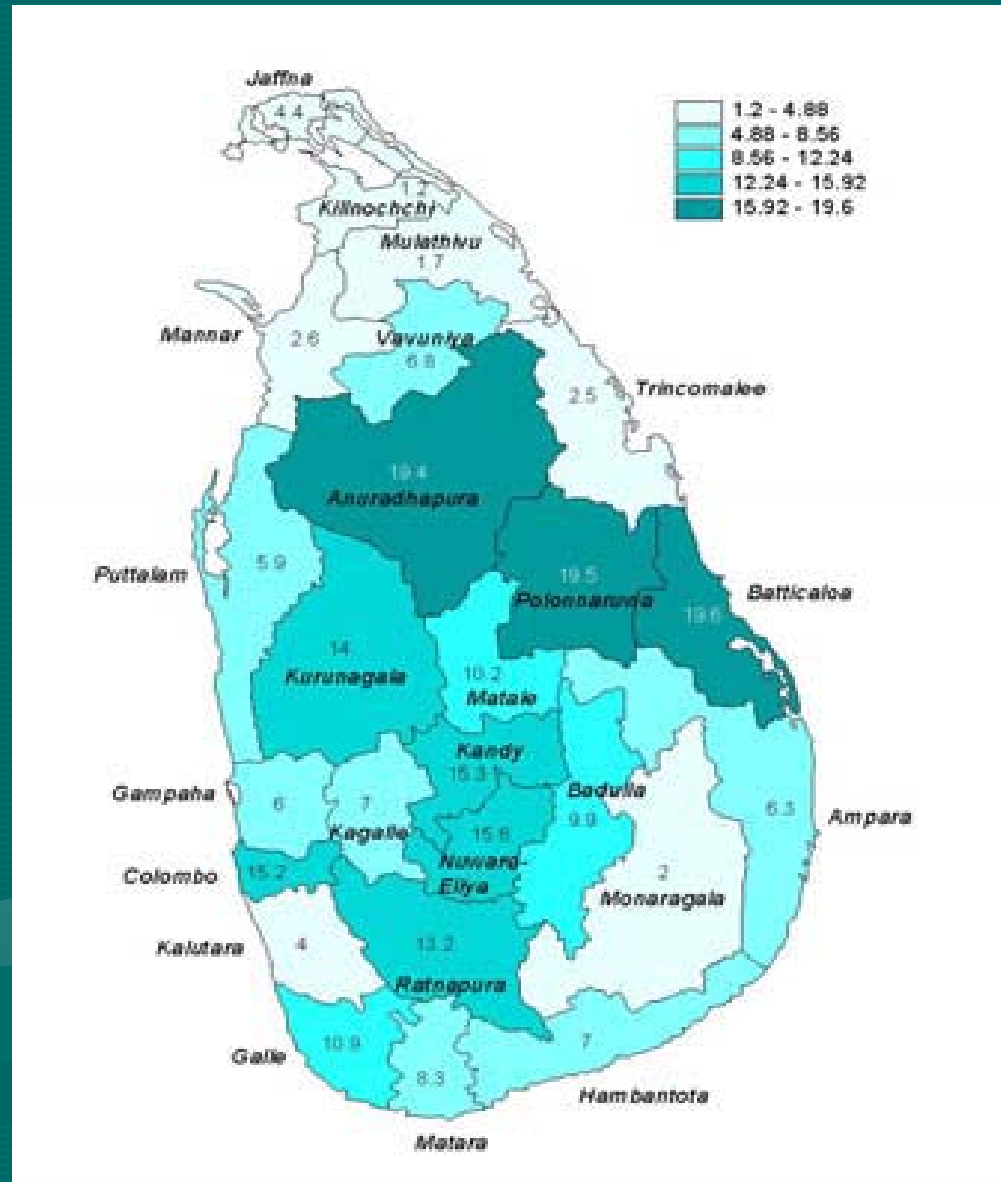 Jaffna
4.4
1.2 - 4.88
4.88 - 8.56
8.56 - 12.24
12.24 - 15.92
15.92 - 19.6
1.2
Killnochchi
Mulathivu
1.7
Mannar
2.6
Vavuniya
6.8
Trincomalee
2.5
19.4
Anuradhapura
Puttalam
5.9
19.5
Polonnaruwa
Batticaloa
19.6
14
Kurunagala
10.2
Matale
Kandy
15.3
Gampaha
6
7
Kagalle
Badulla
9.9
6.3
Ampara
Colombo
15.2
15.6
Nuwara-
Eliya
2
Monaragala
Kalutara
4
13.2
Ratnapura
Galle
10.9
8.3
7
Hambantota
Matara